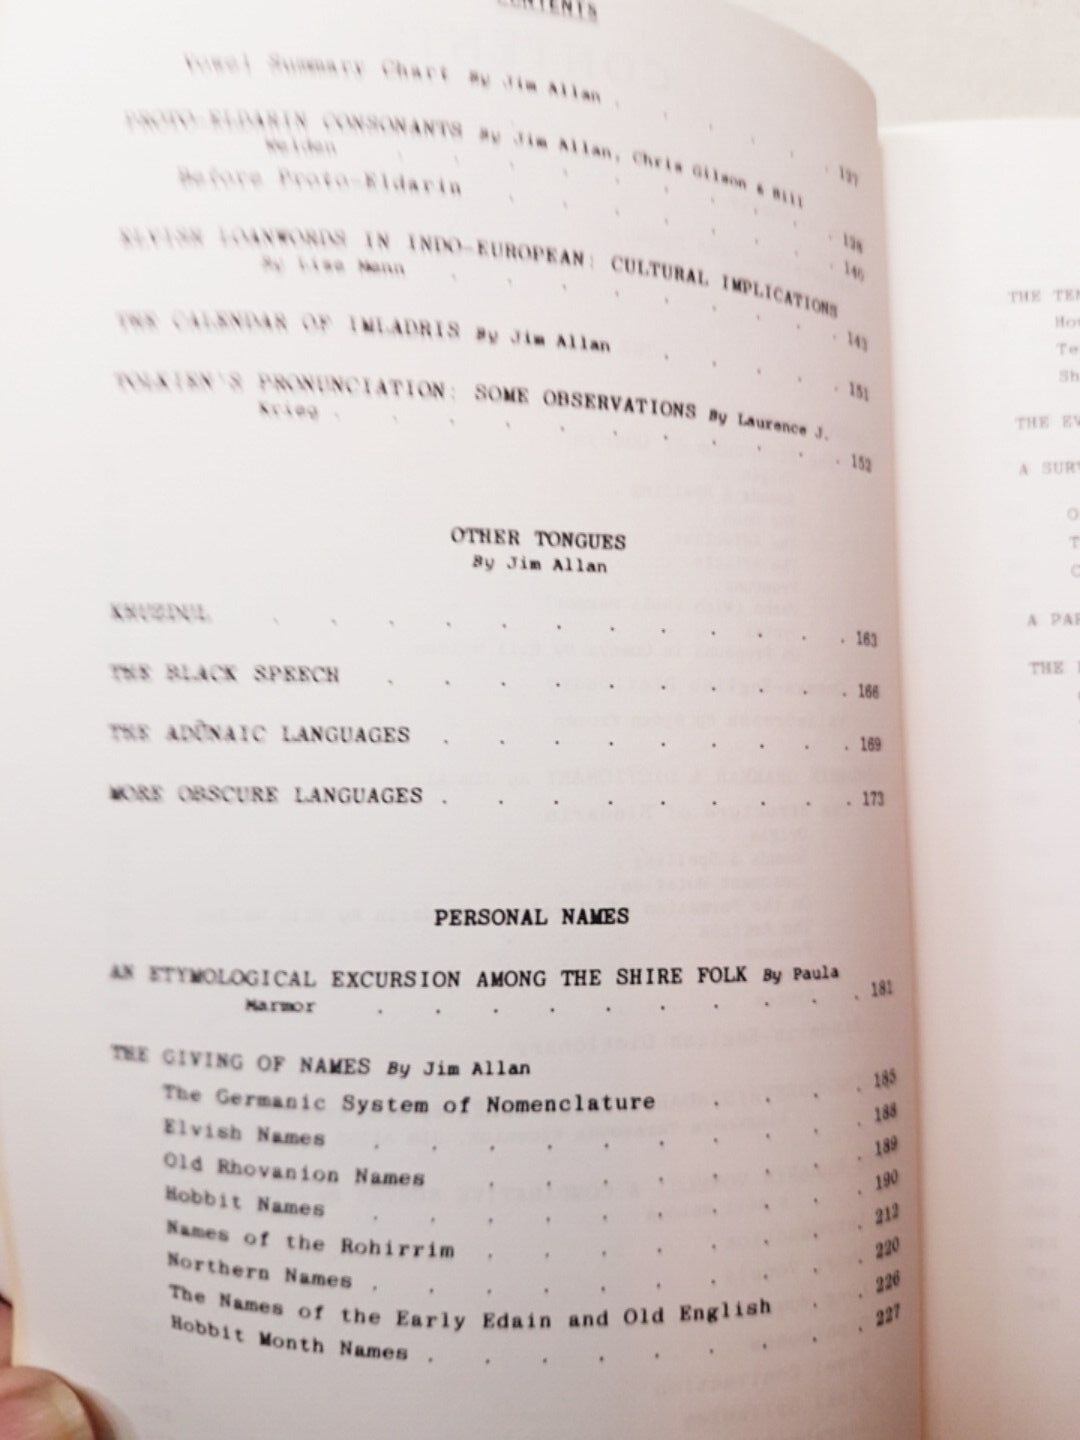 CONTENTS
Vowel Summary Chart By Jim Allan . . . . . 137
PROTO-ELDARIN CONSONANTS By Jim Allan, Chris Gilson & Bill
Welden . . . . . . . . . 138
Before Proto-Eldarin . . . . . . . 140
ELVISH LOANWORDS IN INDO-EUROPEAN: CULTURAL IMPLICATIONS
By Lise Menn . . . . . . . . 143
THE CALENDAR OF IMLADRIS By Jim Allan . . . . . 151
TOLKIEN'S PRONUNCIATION: SOME OBSERVATIONS By Laurence J.
Krieg . . . . . . . . . . 152
OTHER TONGUES
By Jim Allan
KHUZDUL . . . . . . . . . . . 163
THE BLACK SPEECH . . . . . . . . . 166
THE ADÛNAIC LANGUAGES . . . . . . . . 169
MORE OBSCURE LANGUAGES . . . . . . . . 173
PERSONAL NAMES
AN ETYMOLOGICAL EXCURSION AMONG THE SHIRE FOLK By Paula
Marmor . . . . . . . . . 181
THE GIVING OF NAMES By Jim Allan
The Germanic System of Nomenclature . . . . 185
Elvish Names . . . . . . . . . 188
Old Rhovanion Names . . . . . . . 189
Hobbit Names . . . . . . . . . 190
Names of the Rohirrim . . . . . . . 212
Northern Names . . . . . . . . . 220
The Names of the Early Edain and Old English . . 226
Hobbit Month Names . . . . . . . . 227
THE
THE
A
A
THE